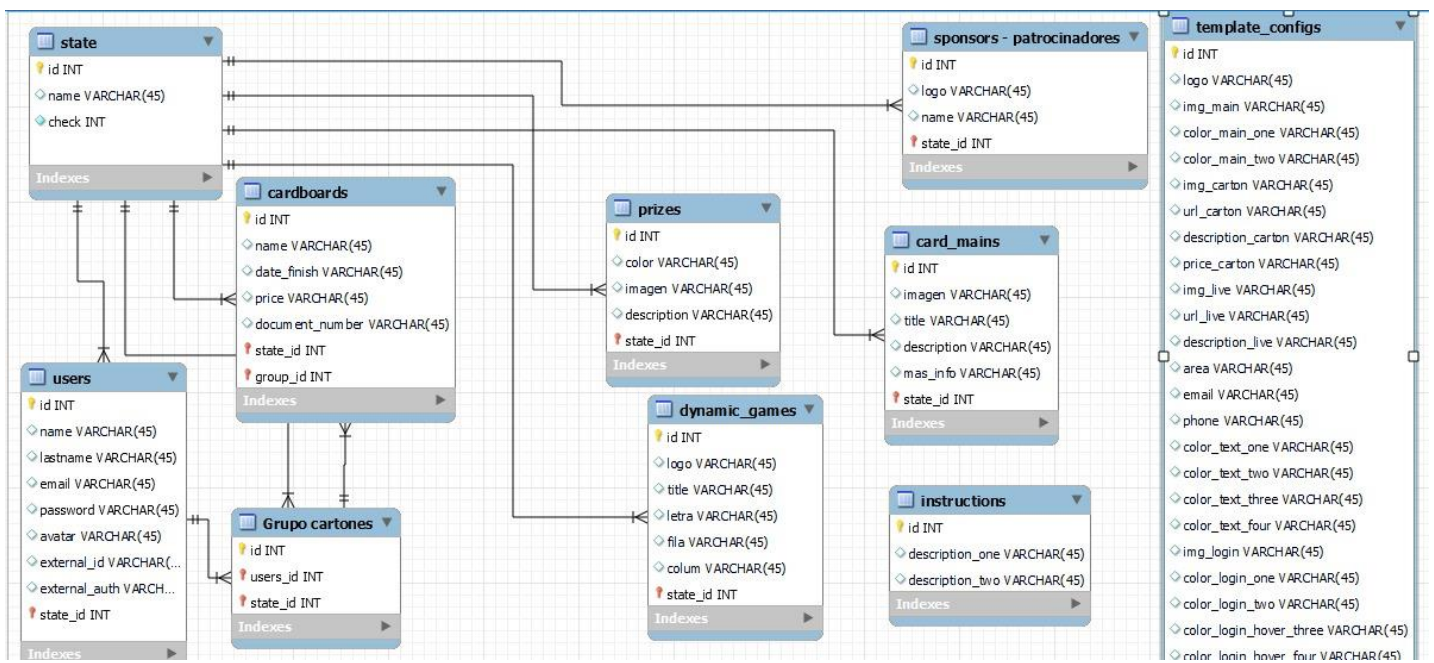 state
id INT
name VARCHAR(45)
check INT
Indexes
cardboards
id INT
name VARCHAR(45)
date_finish VARCHAR(45)
price VARCHAR(45)
document_number VARCHAR(45)
state_id INT
group_id INT
Indexes
users
id INT
name VARCHAR(45)
lastname VARCHAR(45)
email VARCHAR(45)
password VARCHAR(45)
avatar VARCHAR(45)
external_id VARCHAR(...
external_auth VARCH...
state_id INT
Indexes
Grupo cartones
id INT
users_id INT
state_id INT
Indexes
prizes
id INT
color VARCHAR(45)
imagen VARCHAR(45)
description VARCHAR(45)
state_id INT
Indexes
dynamic_games
id INT
logo VARCHAR(45)
title VARCHAR(45)
letra VARCHAR(45)
fila VARCHAR(45)
colum VARCHAR(45)
state_id INT
Indexes
sponsors - patrocinadores
id INT
logo VARCHAR(45)
name VARCHAR(45)
state_id INT
Indexes
card_mains
id INT
imagen VARCHAR(45)
title VARCHAR(45)
description VARCHAR(45)
mas_info VARCHAR(45)
state_id INT
Indexes
instructions
id INT
description_one VARCHAR(45)
description_two VARCHAR(45)
Indexes
template_configs
id INT
logo VARCHAR(45)
img_main VARCHAR(45)
color_main_one VARCHAR(45)
color_main_two VARCHAR(45)
img_carton VARCHAR(45)
url_carton VARCHAR(45)
description_carton VARCHAR(45)
price_carton VARCHAR(45)
img_live VARCHAR(45)
url_live VARCHAR(45)
description_live VARCHAR(45)
area VARCHAR(45)
email VARCHAR(45)
phone VARCHAR(45)
color_text_one VARCHAR(45)
color_text_two VARCHAR(45)
color_text_three VARCHAR(45)
color_text_four VARCHAR(45)
img_login VARCHAR(45)
color_login_one VARCHAR(45)
color_login_two VARCHAR(45)
color_login_hover_three VARCHAR(45)
color_login_hover_four VARCHAR(45)